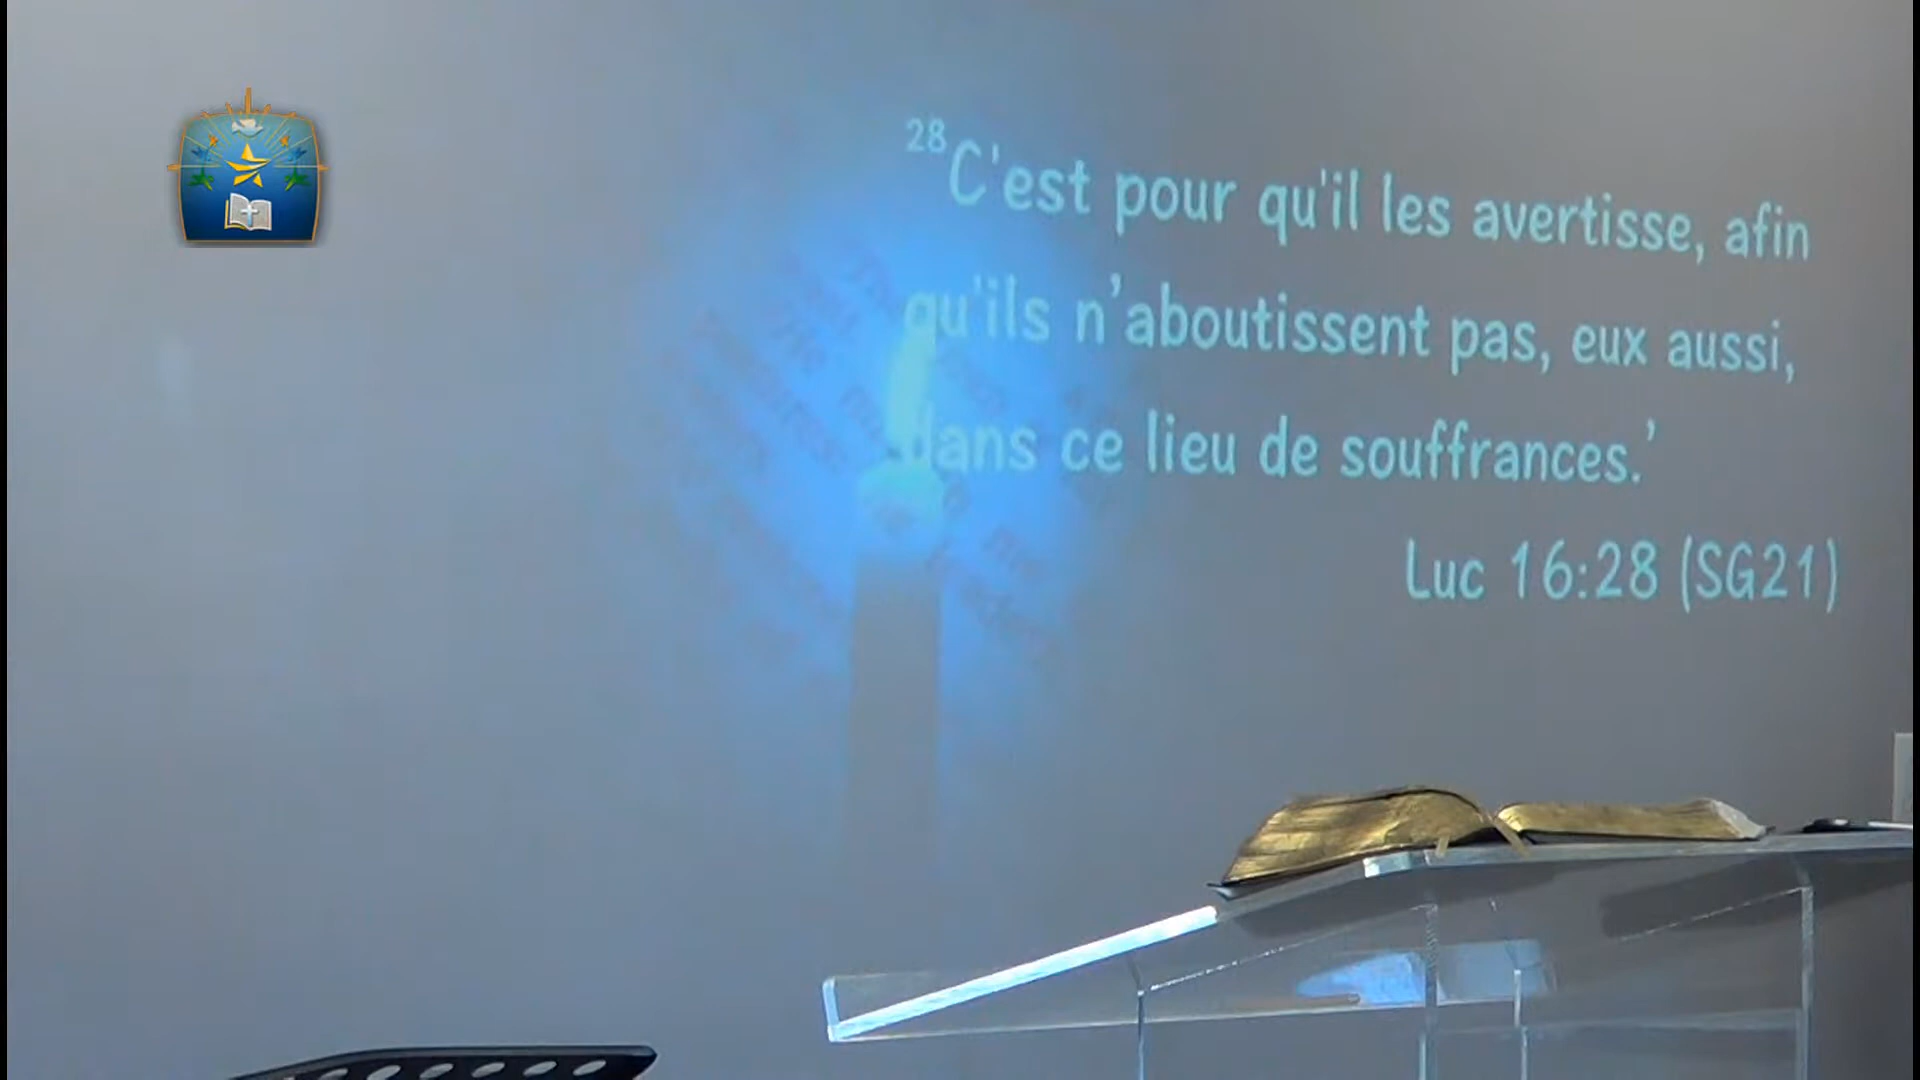 28C'est pour qu'il les avertisse, afin
qu'ils n’aboutissent pas, eux aussi,
dans ce lieu de souffrances.’
Luc 16:28 (SG21)